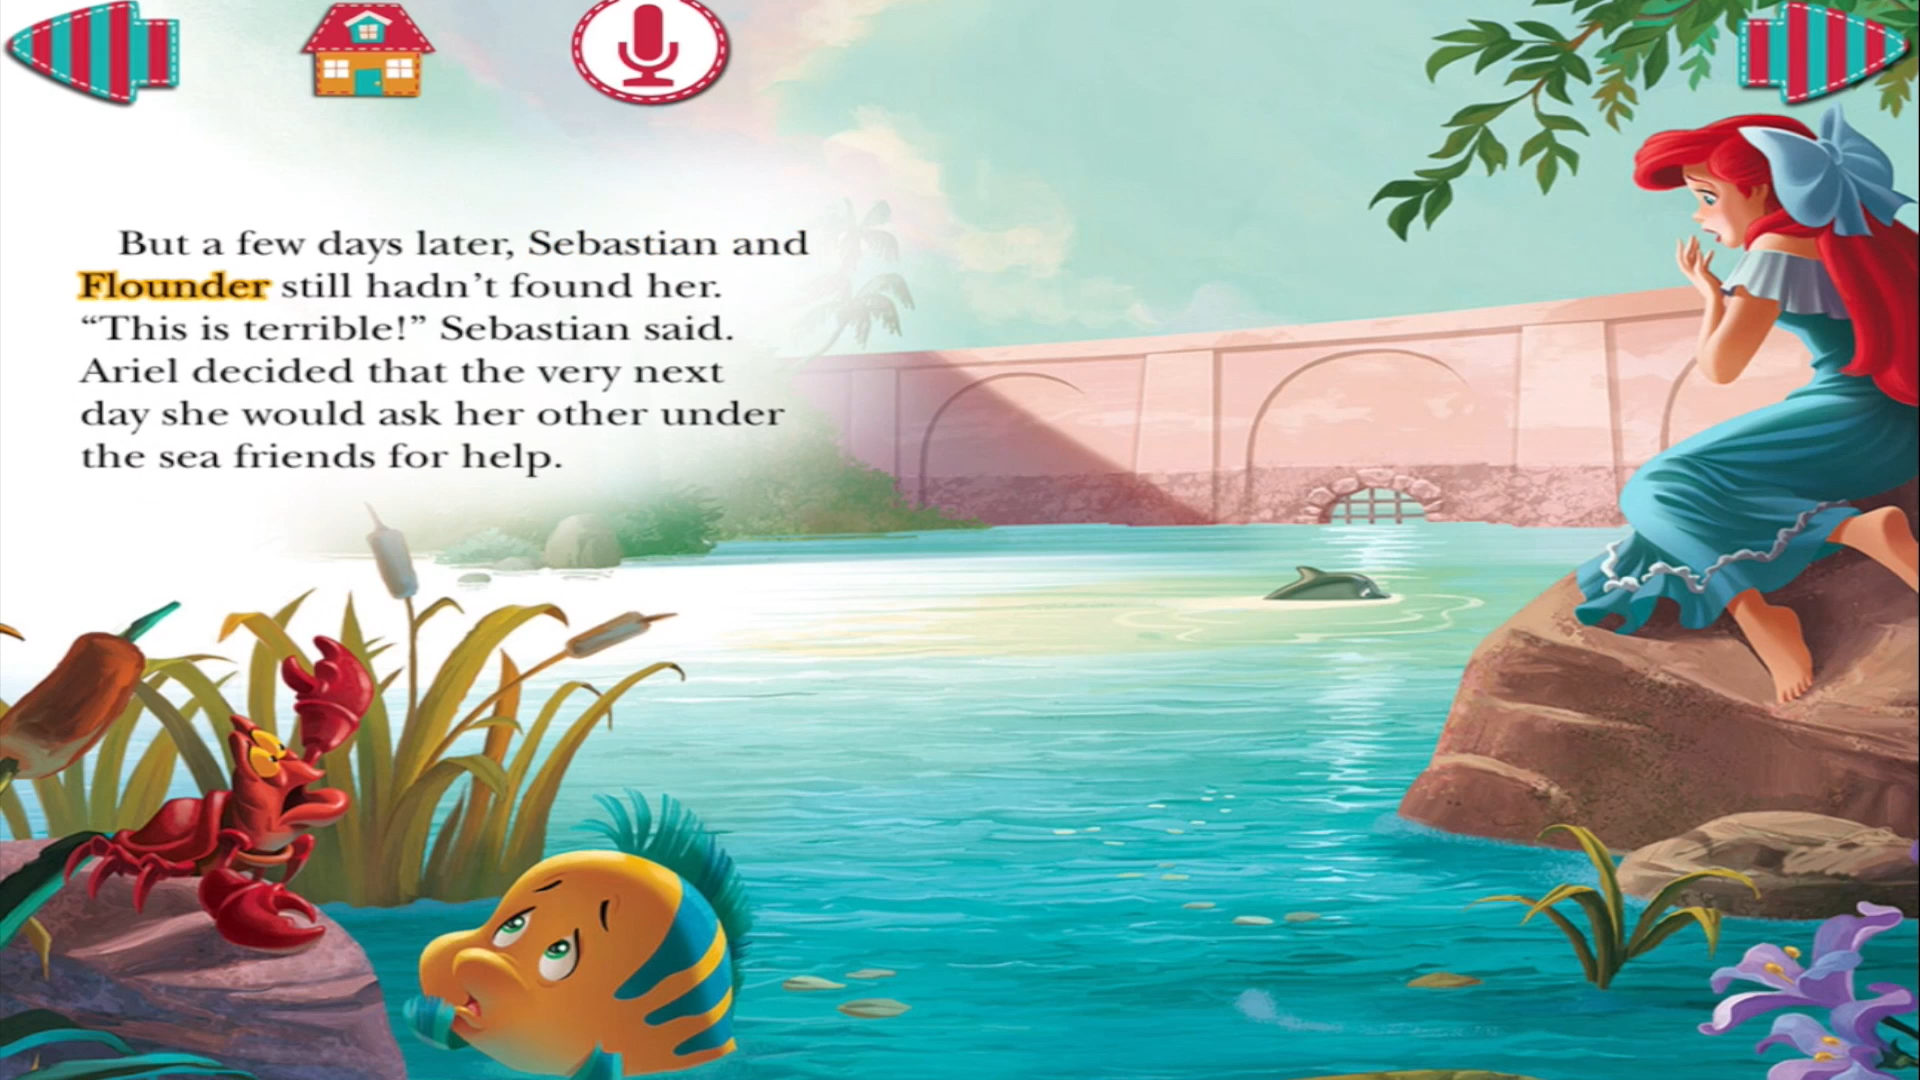 But a few days later, Sebastian and
Flounder still hadn’t found her.
“This is terrible!” Sebastian said.
Ariel decided that the very next
day she would ask her other under
the sea friends for help.